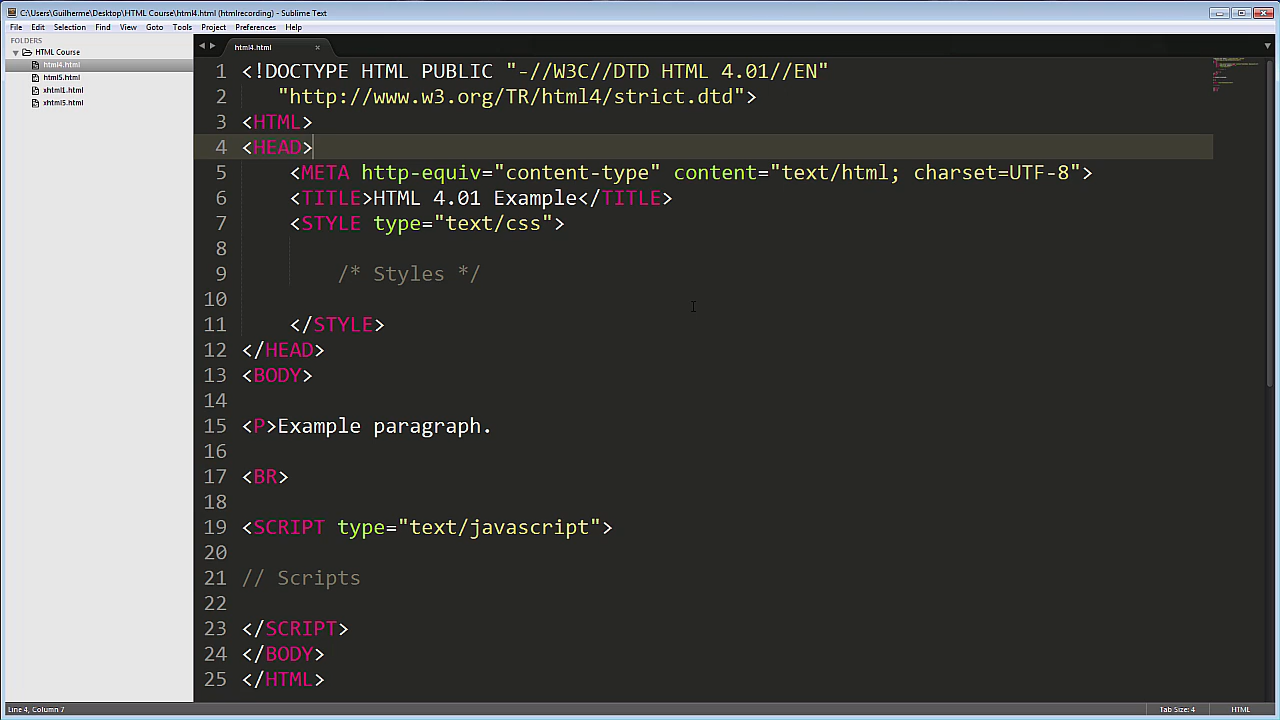 C:\Users\Guilherme\Desktop\HTML Course\html4.html (htmlrecording) - Sublime Text
File Edit Selection Find View Goto Tools Project Preferences Help
FOLDERS
HTML Course
html4.html
html5.html
xhtml1.html
xhtml5.html
html4.html ×
1 <!DOCTYPE HTML PUBLIC "-//W3C//DTD HTML 4.01//EN"
2     "http://www.w3.org/TR/html4/strict.dtd">
3 <HTML>
4 <HEAD>
5     <META http-equiv="content-type" content="text/html; charset=UTF-8">
6     <TITLE>HTML 4.01 Example</TITLE>
7     <STYLE type="text/css">
8
9         /* Styles */
10
11     </STYLE>
12 </HEAD>
13 <BODY>
14
15 <P>Example paragraph.
16
17 <BR>
18
19 <SCRIPT type="text/javascript">
20
21 // Scripts
22
23 </SCRIPT>
24 </BODY>
25 </HTML>
Line 4, Column 7 Tab Size: 4 HTML